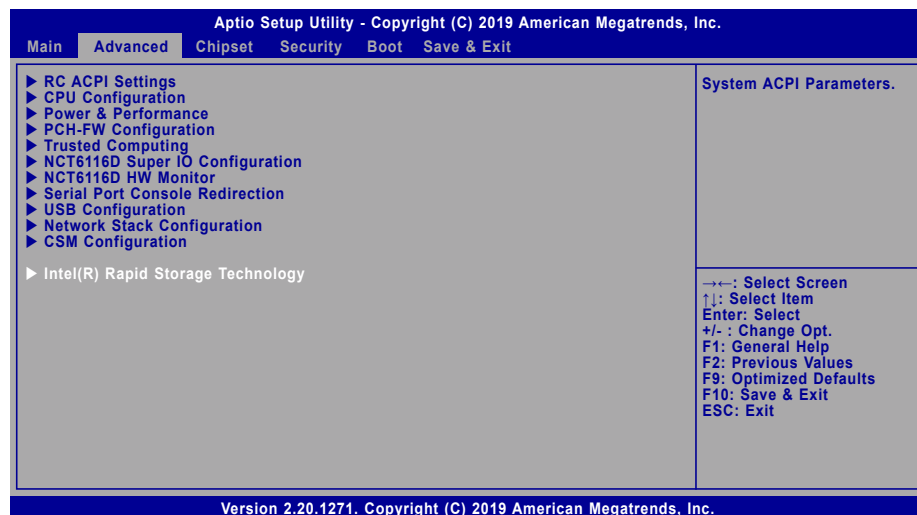 Aptio Setup Utility - Copyright (C) 2019 American Megatrends, Inc.
Main Advanced Chipset Security Boot Save & Exit
▶ RC ACPI Settings
▶ CPU Configuration
▶ Power & Performance
▶ PCH-FW Configuration
▶ Trusted Computing
▶ NCT6116D Super IO Configuration
▶ NCT6116D HW Monitor
▶ Serial Port Console Redirection
▶ USB Configuration
▶ Network Stack Configuration
▶ CSM Configuration
▶ Intel(R) Rapid Storage Technology
System ACPI Parameters.
→←: Select Screen
↑↓: Select Item
Enter: Select
+/- : Change Opt.
F1: General Help
F2: Previous Values
F9: Optimized Defaults
F10: Save & Exit
ESC: Exit
Version 2.20.1271. Copyright (C) 2019 American Megatrends, Inc.